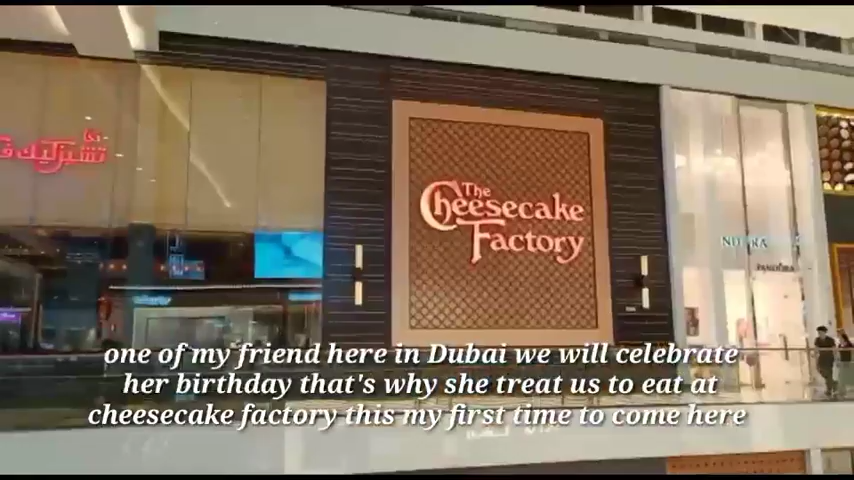 The
Cheesecake
Factory
PANDORA
one of my friend here in Dubai we will celebrate
her birthday that's why she treat us to eat at
cheesecake factory this my first time to come here